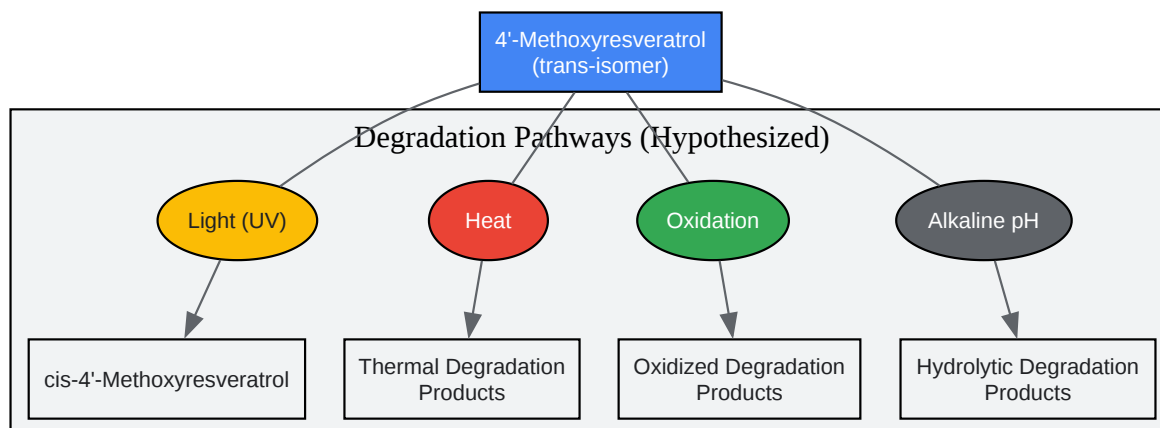 4'-Methoxyresveratrol
(trans-isomer)
Degradation Pathways (Hypothesized)
Light (UV)
Heat
Oxidation
Alkaline pH
cis-4'-Methoxyresveratrol
Thermal Degradation
Products
Oxidized Degradation
Products
Hydrolytic Degradation
Products